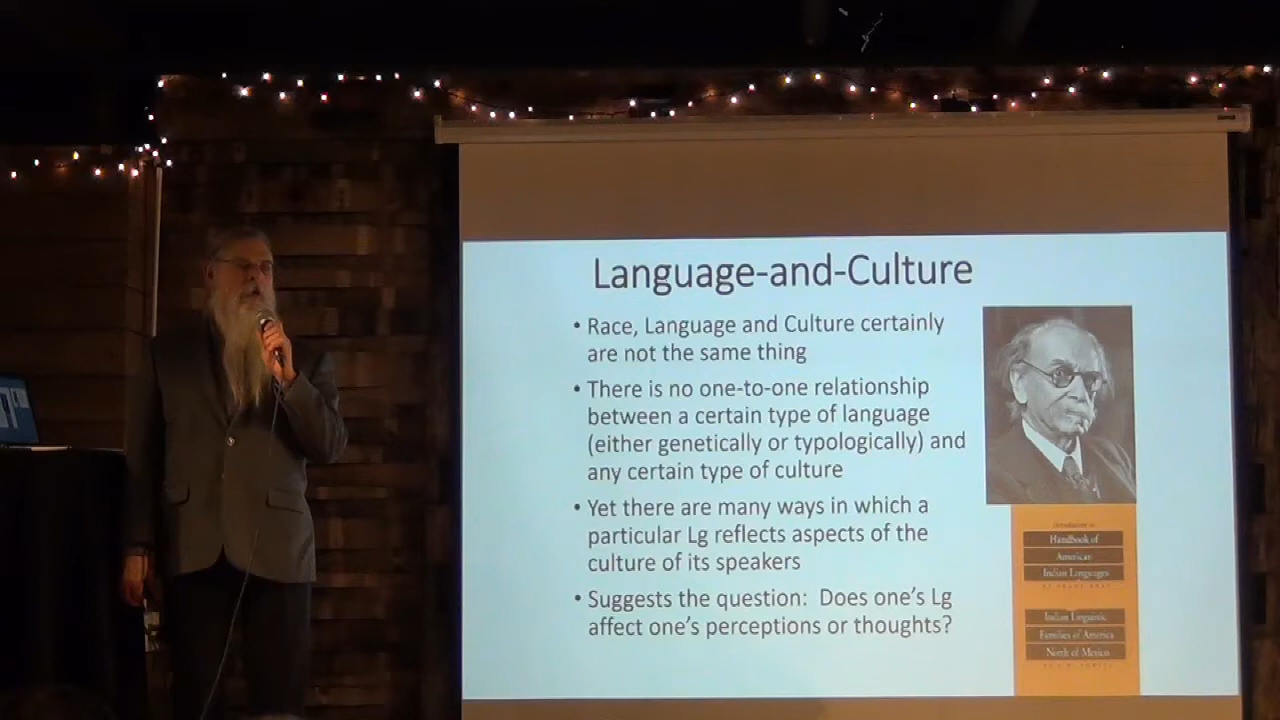 Language-and-Culture
• Race, Language and Culture certainly
are not the same thing
• There is no one-to-one relationship
between a certain type of language
(either genetically or typologically) and
any certain type of culture
• Yet there are many ways in which a
particular Lg reflects aspects of the
culture of its speakers
• Suggests the question:  Does one's Lg
affect one's perceptions or thoughts?
Introduction to
Handbook of
American
Indian Languages
Indian Linguistic
Families of America
North of Mexico